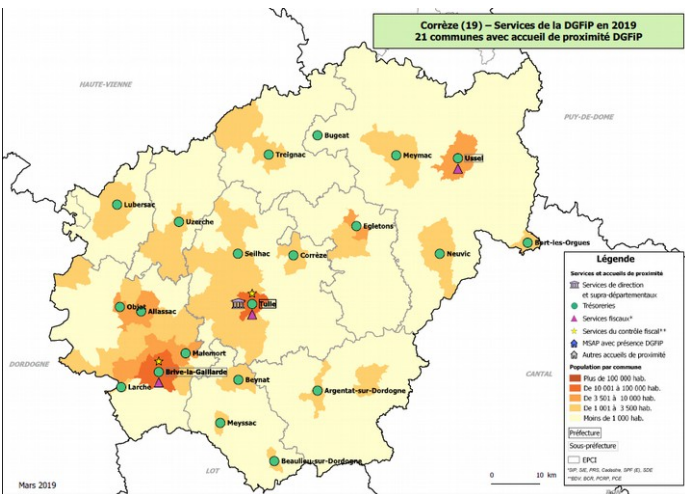 Corrèze (19) – Services de la DGFiP en 2019
21 communes avec accueil de proximité DGFiP
HAUTE-VIENNE
PUY-DE-DOME
Bugeat
Treignac
Meymac
Ussel
Lubersac
Uzerche
Egletons
Bort-les-Orgues
Seilhac
Corrèze
Neuvic
Objat
Allassac
Tulle
Malemort
DORDOGNE
Brive-la-Gaillarde
Larche
Beynat
Argentat-sur-Dordogne
CANTAL
Meyssac
LOT
Beaulieu-sur-Dordogne
Mars 2019
0 10 km
Légende
Services et accueils de proximité
Services de direction
et supra-départementaux
Trésoreries
Services fiscaux*
Services du contrôle fiscal**
MSAP avec présence DGFIP
Autres accueils de proximité
Population par commune
Plus de 100 000 hab.
De 10 001 à 100 000 hab.
De 3 501 à 10 000 hab.
De 1 001 à 3 500 hab.
Moins de 1 000 hab.
Préfecture
Sous-préfecture
EPCI
*SIP, SIE, PRS, Cadastre, SPF (E), SDE